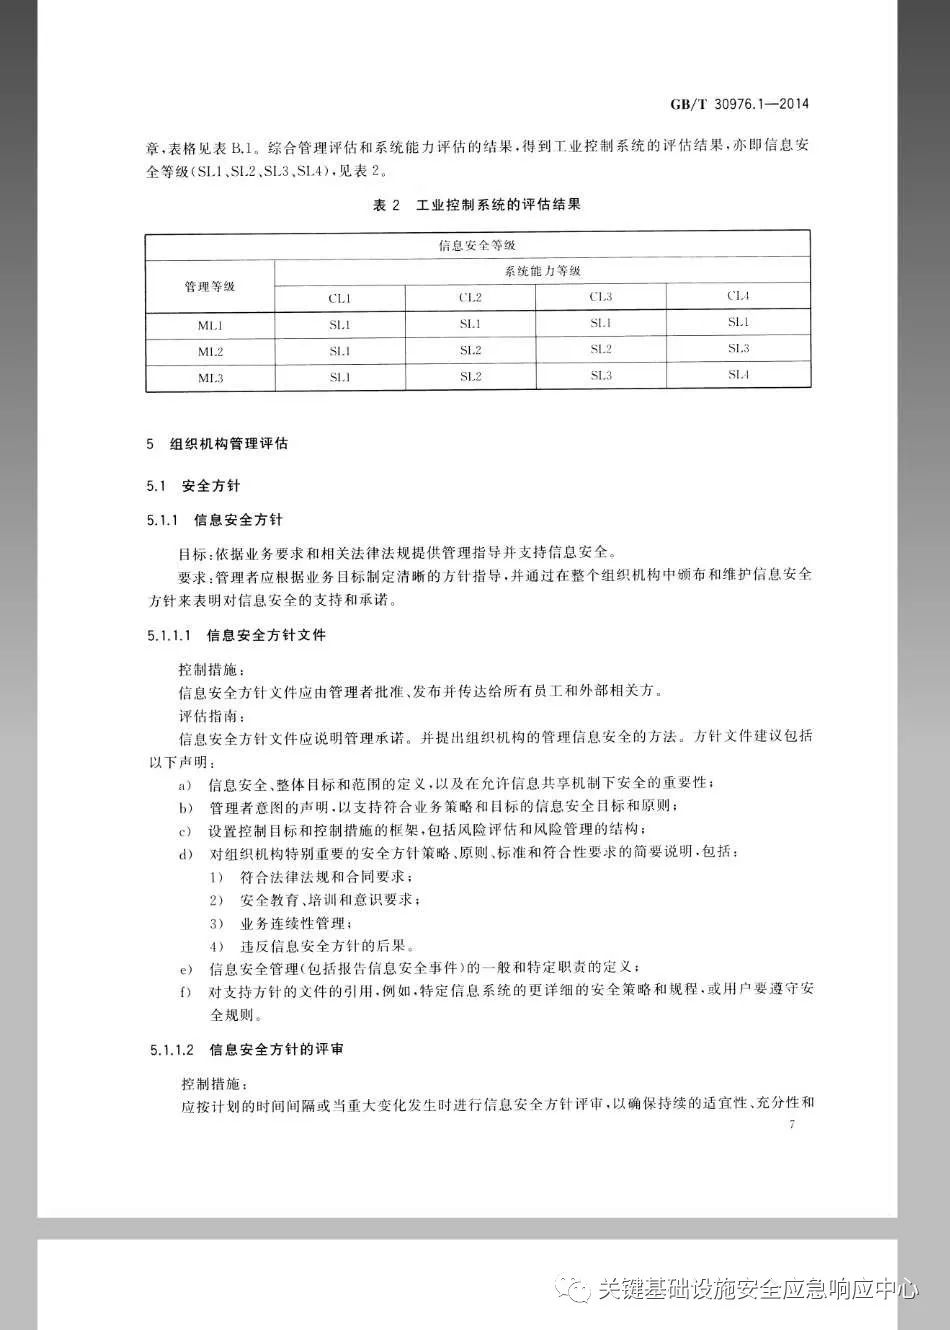 GB/T 30976.1—2014
章,表格见表 B.1。综合管理评估和系统能力评估的结果,得到工业控制系统的评估结果,亦即信息安
全等级(SL1、SL2、SL3、SL4),见表 2。
表 2 工业控制系统的评估结果
信息安全等级
管理等级 系统能力等级
CL1 CL2 CL3 CL4
ML1 SL1 SL1 SL1 SL1
ML2 SL1 SL2 SL2 SL3
ML3 SL1 SL2 SL3 SL4
5 组织机构管理评估
5.1 安全方针
5.1.1 信息安全方针
目标:依据业务要求和相关法律法规提供管理指导并支持信息安全。
要求:管理者应根据业务目标制定清晰的方针指导,并通过在整个组织机构中颁布和维护信息安全
方针来表明对信息安全的支持和承诺。
5.1.1.1 信息安全方针文件
控制措施:
信息安全方针文件应由管理者批准、发布并传达给所有员工和外部相关方。
评估指南:
信息安全方针文件应说明管理承诺。并提出组织机构的管理信息安全的方法。方针文件建议包括
以下声明:
a) 信息安全、整体目标和范围的定义,以及在允许信息共享机制下安全的重要性;
b) 管理者意图的声明,以支持符合业务策略和目标的信息安全目标和原则;
c) 设置控制目标和控制措施的框架,包括风险评估和风险管理的结构;
d) 对组织机构特别重要的安全方针策略、原则、标准和符合性要求的简要说明,包括:
1) 符合法律法规和合同要求;
2) 安全教育、培训和意识要求;
3) 业务连续性管理;
4) 违反信息安全方针的后果。
e) 信息安全管理(包括报告信息安全事件)的一般和特定职责的定义;
f) 对支持方针的文件的引用,例如,特定信息系统的更详细的安全策略和规程,或用户要遵守安
全规则。
5.1.1.2 信息安全方针的评审
控制措施:
应按计划的时间间隔或当重大变化发生时进行信息安全方针评审,以确保持续的适宜性、充分性和
7
关键基础设施安全应急响应中心